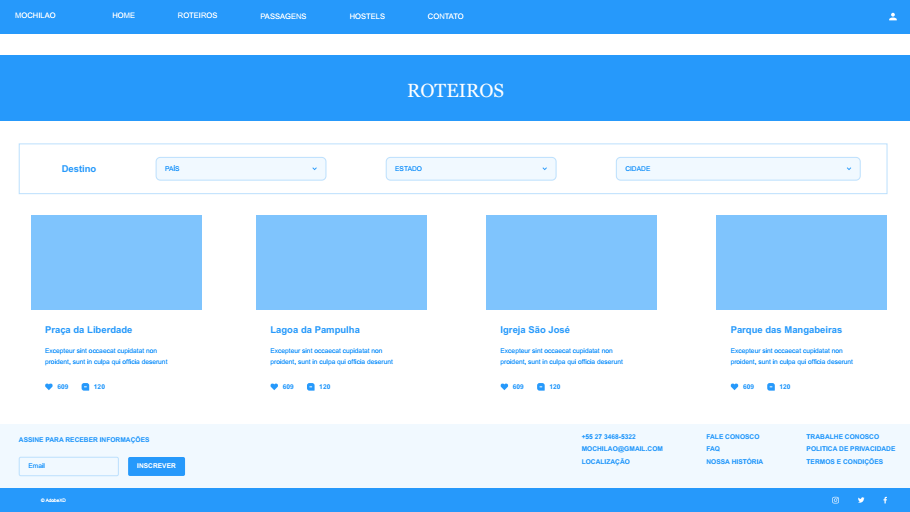 MOCHILAO HOME ROTEIROS PASSAGENS HOSTELS CONTATO
ROTEIROS
Destino PAÍS ESTADO CIDADE
Praça da Liberdade
Excepteur sint occaecat cupidatat non
proident, sunt in culpa qui officia deserunt
609 120
Lagoa da Pampulha
Excepteur sint occaecat cupidatat non
proident, sunt in culpa qui officia deserunt
609 120
Igreja São José
Excepteur sint occaecat cupidatat non
proident, sunt in culpa qui officia deserunt
609 120
Parque das Mangabeiras
Excepteur sint occaecat cupidatat non
proident, sunt in culpa qui officia deserunt
609 120
ASSINE PARA RECEBER INFORMAÇÕES
Email INSCREVER
+55 27 3468-5322
MOCHILAO@GMAIL.COM
LOCALIZAÇÃO
FALE CONOSCO
FAQ
NOSSA HISTÓRIA
TRABALHE CONOSCO
POLITICA DE PRIVACIDADE
TERMOS E CONDIÇÕES
© AdobeXD